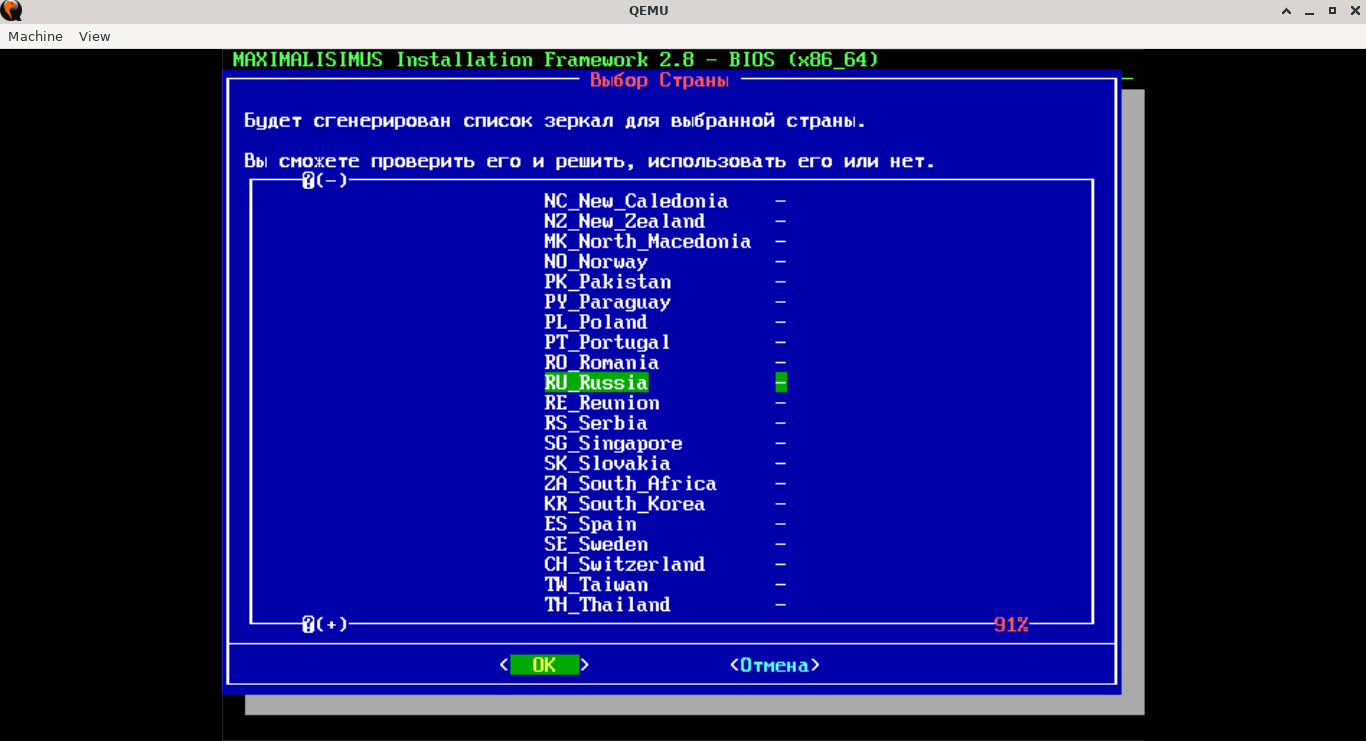 QEMU
Machine View
MAXIMALISIMUS Installation Framework 2.8 - BIOS (x86_64)
Выбор Страны
Будет сгенерирован список зеркал для выбранной страны.
Вы сможете проверить его и решить, использовать его или нет.
?(-)
NC_New_Caledonia -
NZ_New_Zealand -
MK_North_Macedonia -
NO_Norway -
PK_Pakistan -
PY_Paraguay -
PL_Poland -
PT_Portugal -
RO_Romania -
RU_Russia -
RE_Reunion -
RS_Serbia -
SG_Singapore -
SK_Slovakia -
ZA_South_Africa -
KR_South_Korea -
ES_Spain -
SE_Sweden -
CH_Switzerland -
TW_Taiwan -
TH_Thailand -
?(+) 91%
< OK > <Отмена>